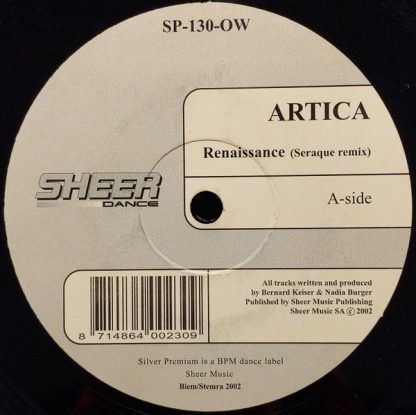 SP-130-OW
ARTICA
Renaissance (Seraque remix)
SHEER
DANCE
A-side
All tracks written and produced
by Bernard Keiser & Nadia Burger
Published by Sheer Music Publishing
Sheer Music SA ⓒ 2002
8 714864 002309
Silver Premium is a BPM dance label
Sheer Music
Biem/Stemra 2002